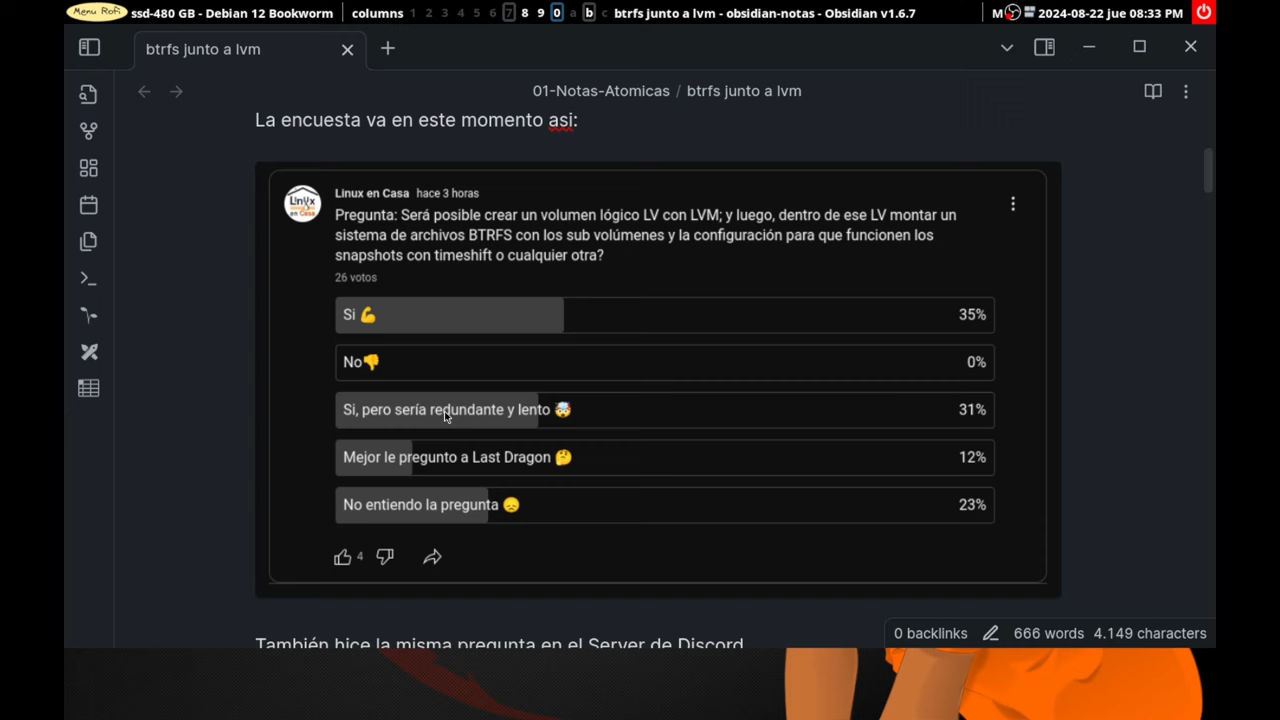 Menu Rofi ssd-480 GB - Debian 12 Bookworm columns 1 2 3 4 5 6 7 8 9 0 a b c btrfs junto a lvm - obsidian-notas - Obsidian v1.6.7 M 2024-08-22 jue 08:33 PM
btrfs junto a lvm
01-Notas-Atomicas / btrfs junto a lvm
La encuesta va en este momento asi:
Linux en Casa hace 3 horas
Linux en Casa
Pregunta: Será posible crear un volumen lógico LV con LVM; y luego, dentro de ese LV montar un
sistema de archivos BTRFS con los sub volúmenes y la configuración para que funcionen los
snapshots con timeshift o cualquier otra?
26 votos
Si 💪 35%
No👎 0%
Si, pero sería redundante y lento 🤯 31%
Mejor le pregunto a Last Dragon 🤔 12%
No entiendo la pregunta 😞 23%
4
También hice la misma pregunta en el Server de Discord
0 backlinks 666 words 4.149 characters